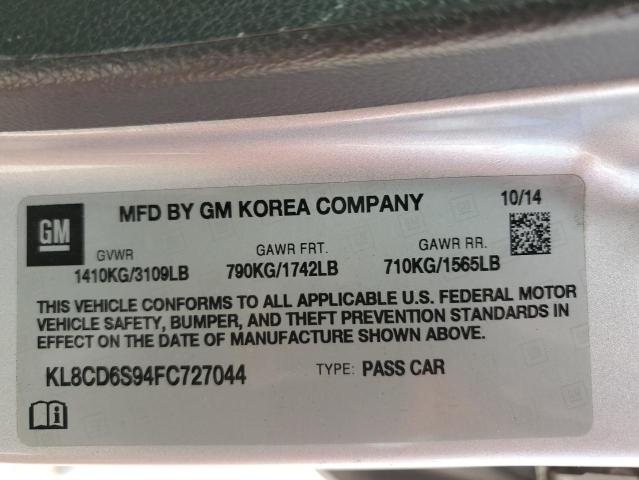 GM
MFD BY GM KOREA COMPANY
10/14
GVWR
1410KG/3109LB
GAWR FRT.
790KG/1742LB
GAWR RR.
710KG/1565LB
THIS VEHICLE CONFORMS TO ALL APPLICABLE U.S. FEDERAL MOTOR
VEHICLE SAFETY, BUMPER, AND THEFT PREVENTION STANDARDS IN
EFFECT ON THE DATE OF MANUFACTURE SHOWN ABOVE.
KL8CD6S94FC727044 TYPE: PASS CAR